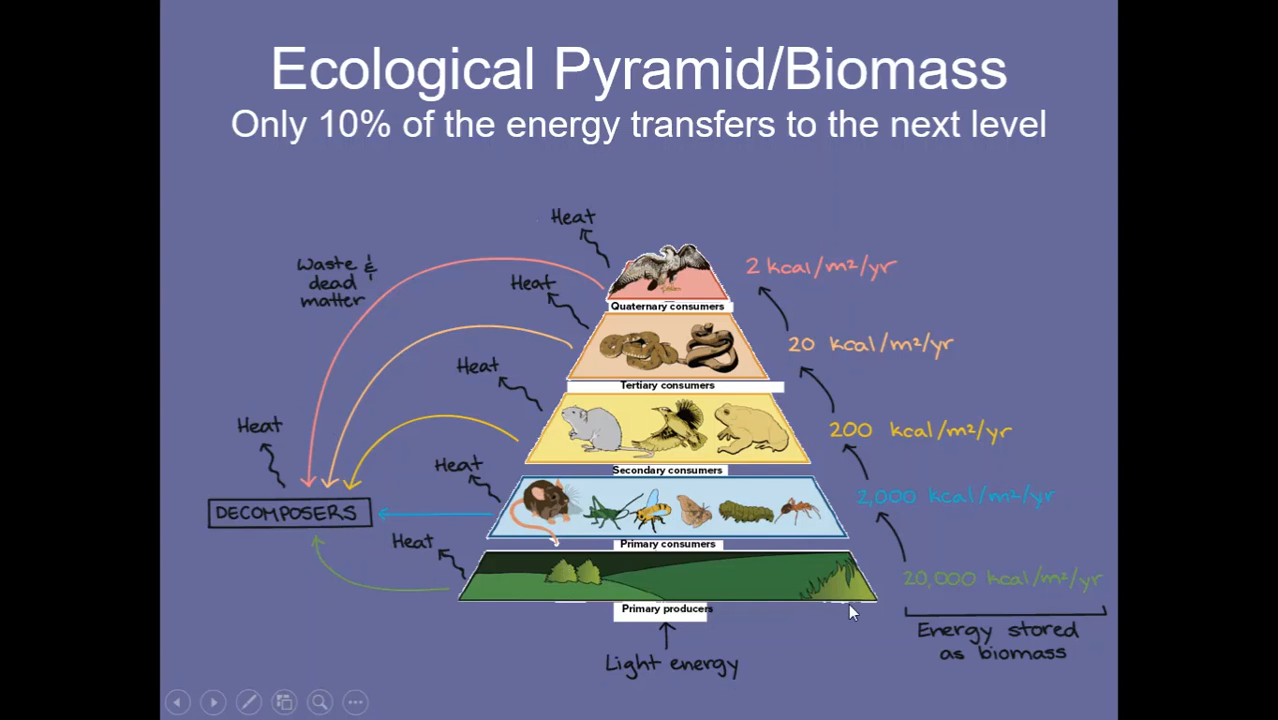 Ecological Pyramid/Biomass
Only 10% of the energy transfers to the next level
Heat
Waste &
dead
matter
2 kcal/m²/yr
Heat
Quaternary consumers
20 kcal/m²/yr
Heat
Tertiary consumers
Heat
200 kcal/m²/yr
Heat
Secondary consumers
2,000 kcal/m²/yr
DECOMPOSERS
Heat
Primary consumers
20,000 kcal/m²/yr
Primary producers
Energy stored
as biomass
Light energy